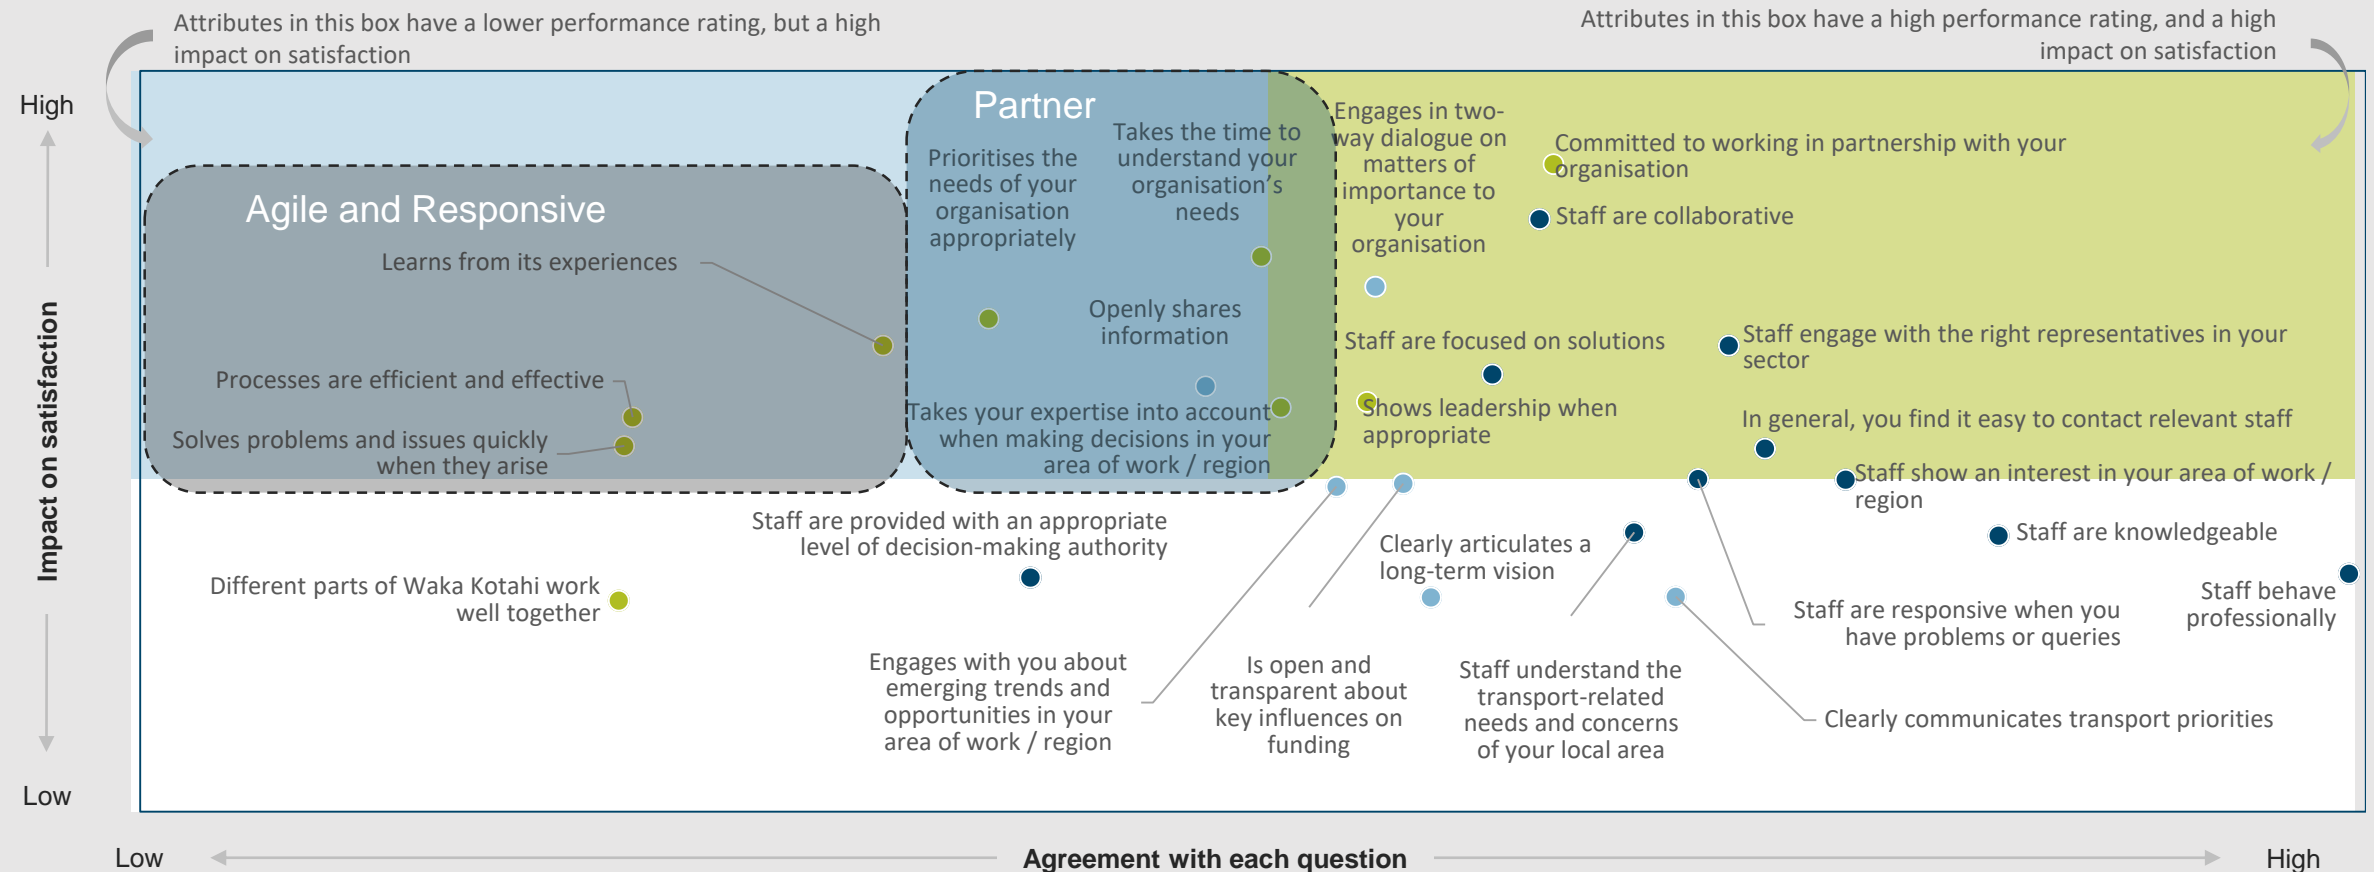 Attributes in this box have a lower performance rating, but a high
impact on satisfaction
Attributes in this box have a high performance rating, and a high
impact on satisfaction
High
Impact on satisfaction
Low
Partner
Prioritises the
needs of your
organisation
appropriately
Takes the time to
understand your
organisation's
needs
Openly shares
information
Takes your expertise into account
when making decisions in your
area of work / region
Agile and Responsive
Learns from its experiences
Processes are efficient and effective
Solves problems and issues quickly
when they arise
Engages in two-
way dialogue on
matters of
importance to
your
organisation
Committed to working in partnership with your
organisation
Staff are collaborative
Staff are focused on solutions
Staff engage with the right representatives in your
sector
Shows leadership when
appropriate
In general, you find it easy to contact relevant staff
Staff show an interest in your area of work /
region
Staff are provided with an appropriate
level of decision-making authority
Different parts of Waka Kotahi work
well together
Clearly articulates a
long-term vision
Staff are knowledgeable
Staff behave
professionally
Staff are responsive when you
have problems or queries
Engages with you about
emerging trends and
opportunities in your
area of work / region
Is open and
transparent about
key influences on
funding
Staff understand the
transport-related
needs and concerns
of your local area
Clearly communicates transport priorities
Low
Agreement with each question
High